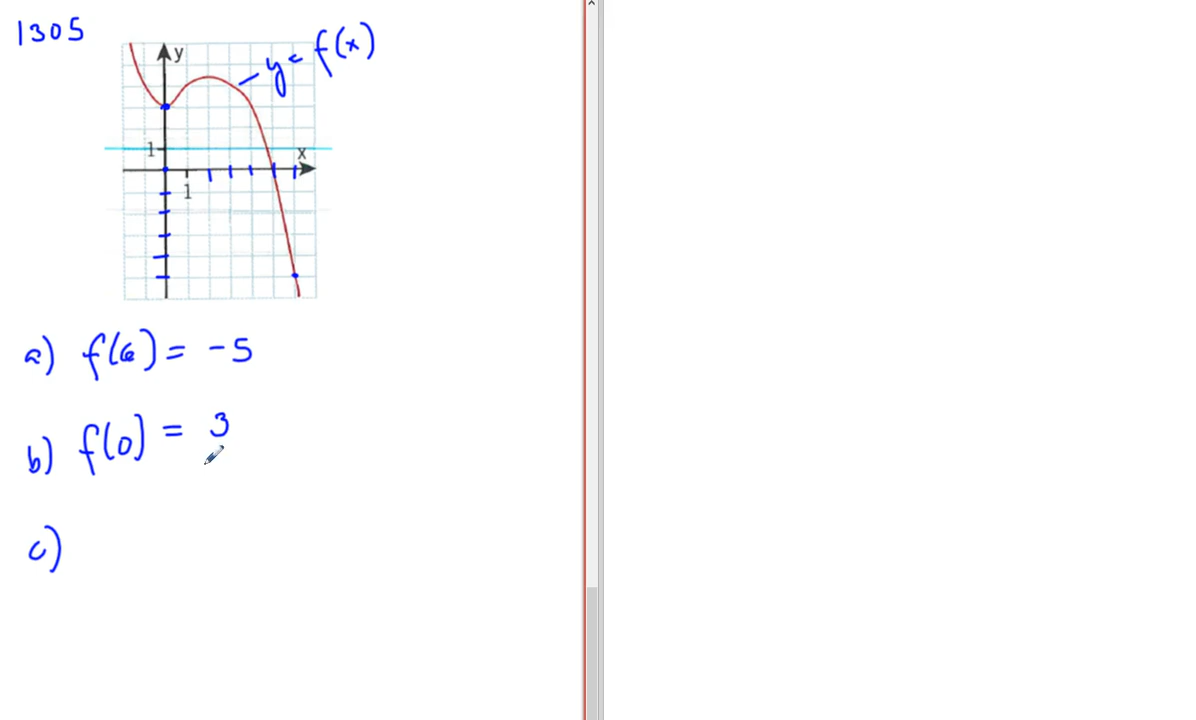 1305
y
y = f(x)
1
x
1
a) f(6) = -5
b) f(0) = 3
c)